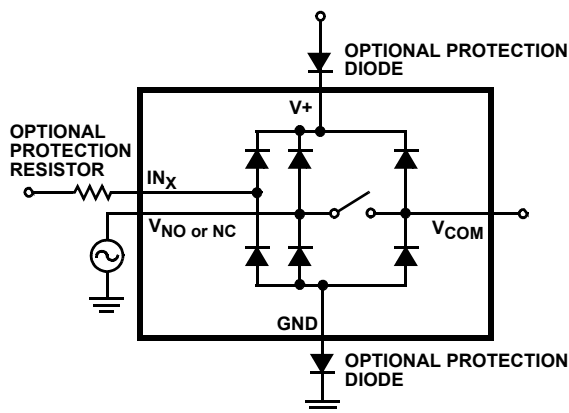 OPTIONAL PROTECTION
DIODE
V+
OPTIONAL
PROTECTION
RESISTOR
INX
VNO or NC
VCOM
GND
OPTIONAL PROTECTION
DIODE